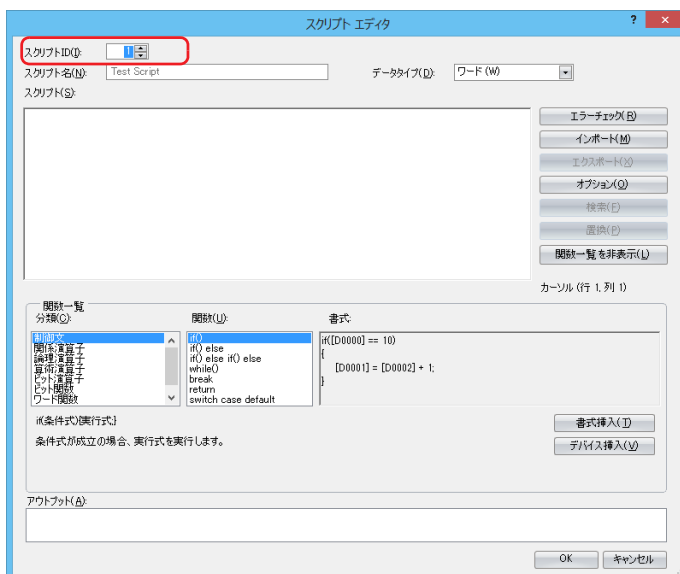 スクリプト エディタ
? ×
スクリプトID(I): 1
スクリプト名(N): Test Script データタイプ(D): ワード (W)
スクリプト(S):
エラーチェック(R)
インポート(M)
エクスポート(X)
オプション(O)
検索(F)
置換(P)
関数一覧を非表示(L)
カーソル (行 1, 列 1)
関数一覧
分類(C): 関数(U): 書式:
制御文
関係演算子
論理演算子
算術演算子
ビット演算子
ビット関数
ワード関数
if()
if() else
if() else if() else
while()
break
return
switch case default
if([D0000] == 10)
{
[D0001] = [D0002] + 1;
}
if(条件式){実行式;}
条件式が成立の場合、実行式を実行します。
書式挿入(T)
デバイス挿入(V)
アウトプット(A):
OK キャンセル